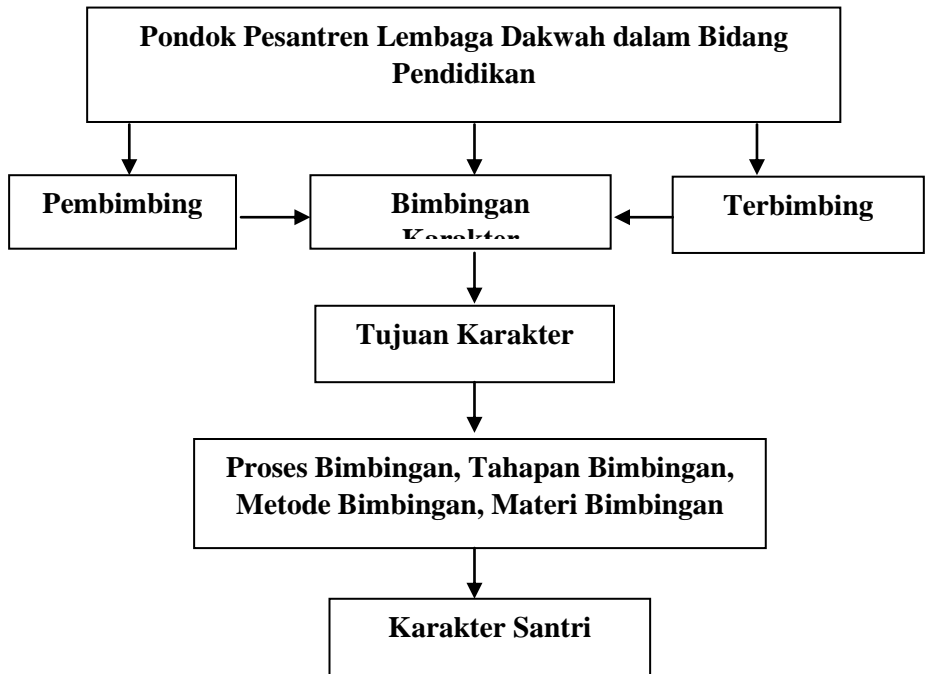 Pondok Pesantren Lembaga Dakwah dalam Bidang
Pendidikan
Pembimbing
Bimbingan
Karakter
Terbimbing
Tujuan Karakter
Proses Bimbingan, Tahapan Bimbingan,
Metode Bimbingan, Materi Bimbingan
Karakter Santri